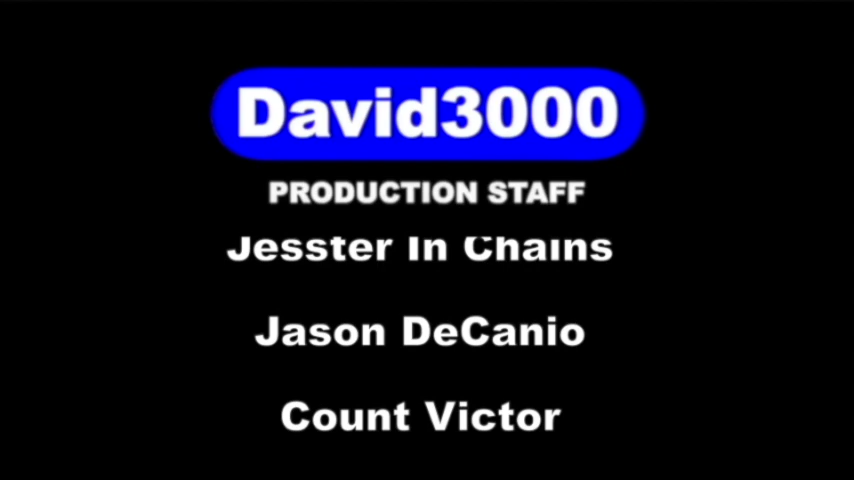 David3000
PRODUCTION STAFF
Jesster In Chains
Jason DeCanio
Count Victor